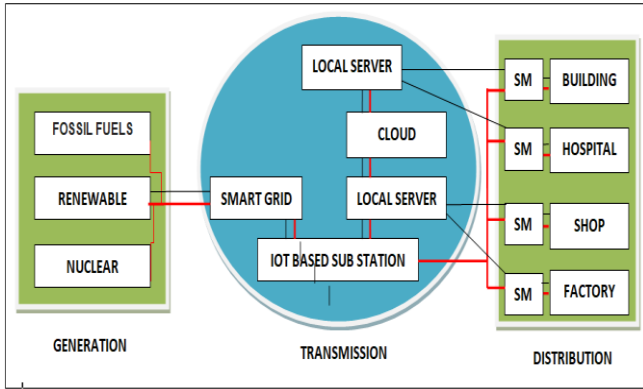 FOSSIL FUELS
RENEWABLE
NUCLEAR
GENERATION
LOCAL SERVER
CLOUD
SMART GRID
LOCAL SERVER
IOT BASED SUB STATION
TRANSMISSION
SM
BUILDING
SM
HOSPITAL
SM
SHOP
SM
FACTORY
DISTRIBUTION